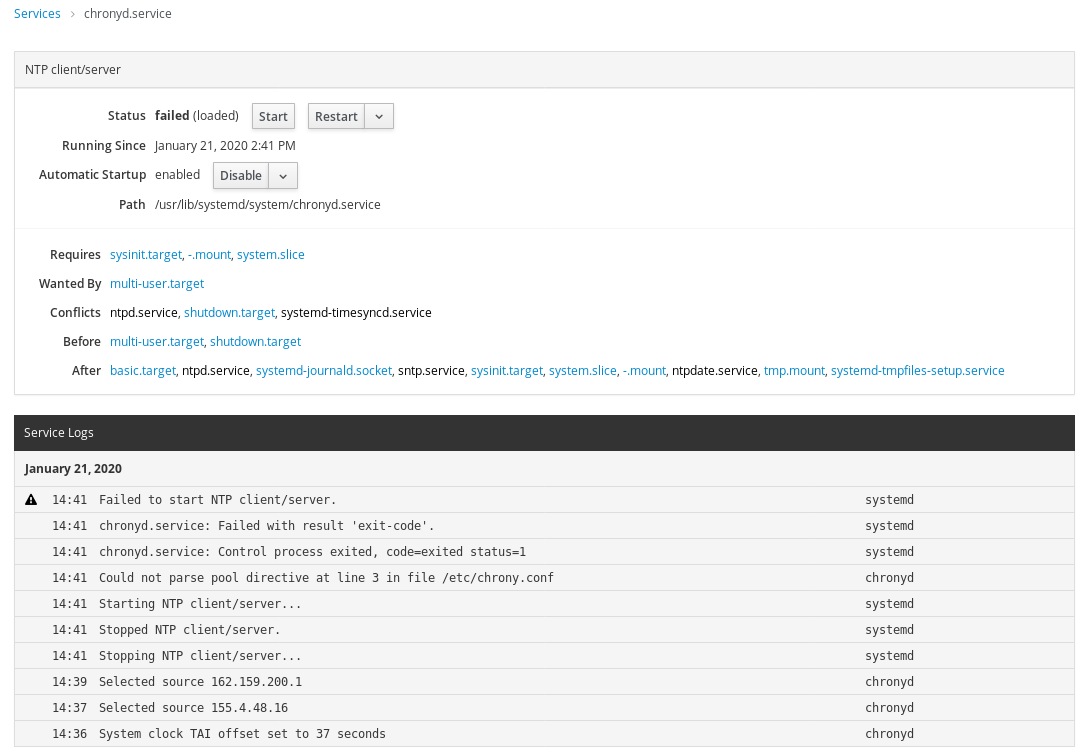 Services › chronyd.service
NTP client/server
Status failed (loaded) Start Restart
Running Since January 21, 2020 2:41 PM
Automatic Startup enabled Disable
Path /usr/lib/systemd/system/chronyd.service
Requires sysinit.target, -.mount, system.slice
Wanted By multi-user.target
Conflicts ntpd.service, shutdown.target, systemd-timesyncd.service
Before multi-user.target, shutdown.target
After basic.target, ntpd.service, systemd-journald.socket, sntp.service, sysinit.target, system.slice, -.mount, ntpdate.service, tmp.mount, systemd-tmpfiles-setup.service
Service Logs
January 21, 2020
14:41 Failed to start NTP client/server. systemd
14:41 chronyd.service: Failed with result 'exit-code'. systemd
14:41 chronyd.service: Control process exited, code=exited status=1 systemd
14:41 Could not parse pool directive at line 3 in file /etc/chrony.conf chronyd
14:41 Starting NTP client/server... systemd
14:41 Stopped NTP client/server. systemd
14:41 Stopping NTP client/server... systemd
14:39 Selected source 162.159.200.1 chronyd
14:37 Selected source 155.4.48.16 chronyd
14:36 System clock TAI offset set to 37 seconds chronyd